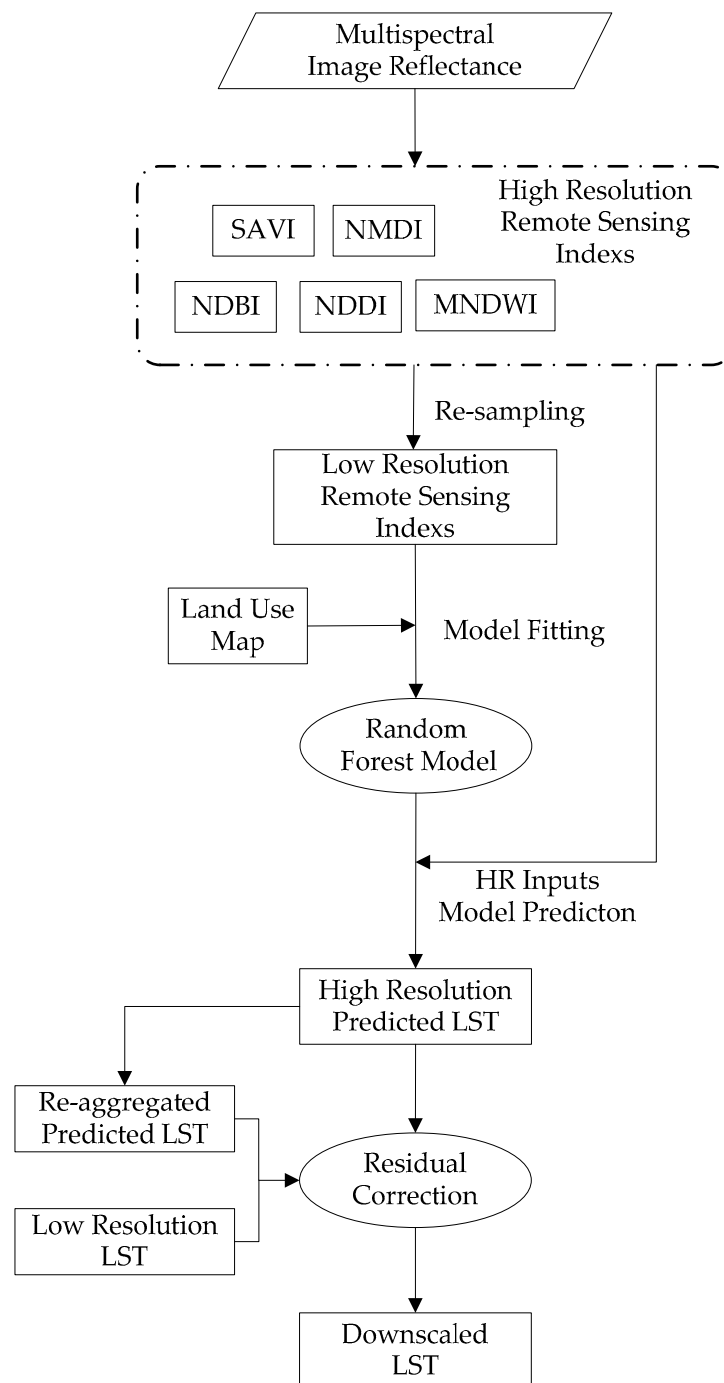 Multispectral
Image Reflectance
High Resolution
Remote Sensing
Indexs
SAVI
NMDI
NDBI
NDDI
MNDWI
Re-sampling
Low Resolution
Remote Sensing
Indexs
Land Use
Map
Model Fitting
Random
Forest Model
HR Inputs
Model Predicton
High Resolution
Predicted LST
Re-aggregated
Predicted LST
Residual
Correction
Low Resolution
LST
Downscaled
LST